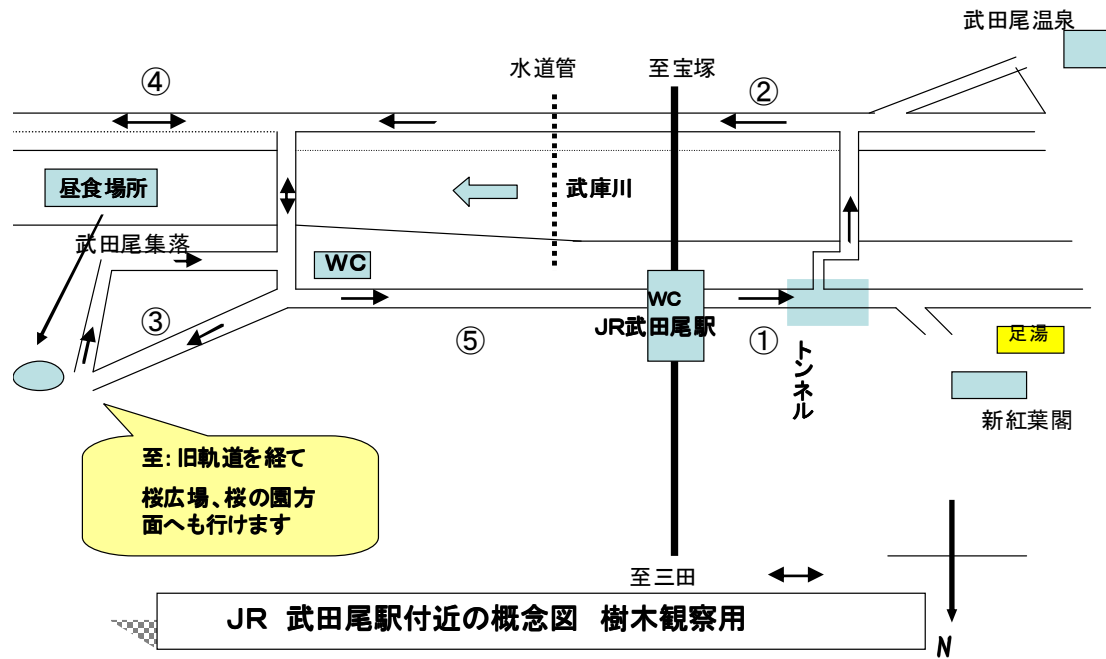 武田尾温泉
水道管
至宝塚
④
②
昼食場所
武庫川
武田尾集落
WC
WC
JR武田尾駅
③
⑤
①
トンネル
足湯
新紅葉閣
至:旧軌道を経て
桜広場、桜の園方
面へも行けます
至三田
JR 武田尾駅付近の概念図 樹木観察用
N